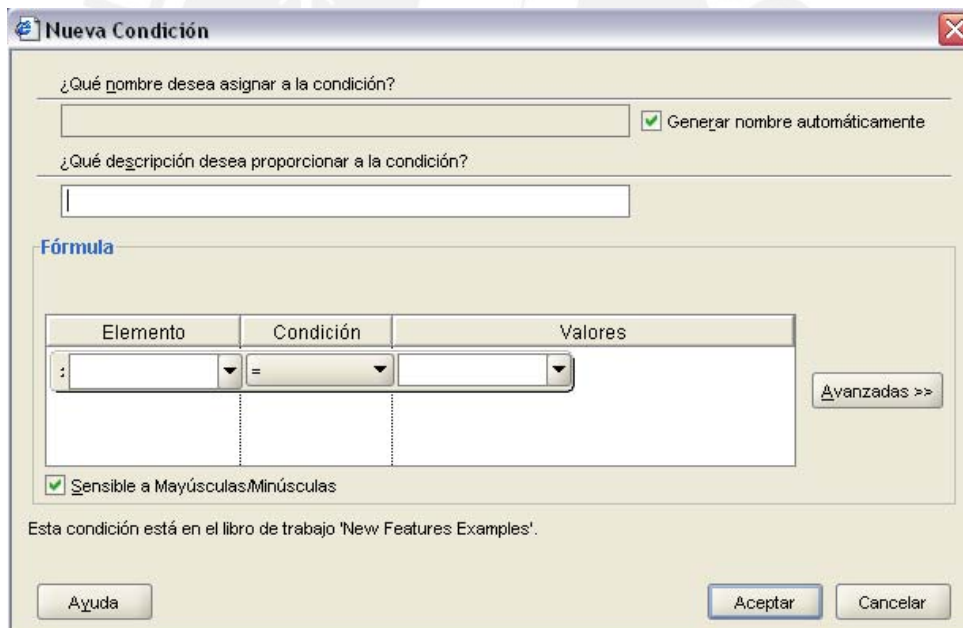 Nueva Condición
¿Qué nombre desea asignar a la condición?
Generar nombre automáticamente
¿Qué descripción desea proporcionar a la condición?
Fórmula
Elemento Condición Valores
: =
Avanzadas >>
Sensible a Mayúsculas/Minúsculas
Esta condición está en el libro de trabajo 'New Features Examples'.
Ayuda Aceptar Cancelar